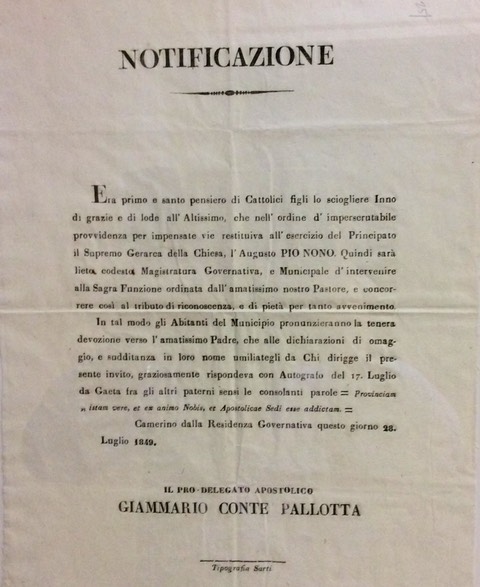 NOTIFICAZIONE
Era primo e santo pensiero di Cattolici figli lo sciogliere Inno
di grazie e di lode all' Altissimo, che nell' ordine d' imperscrutabile
provvidenza per impensate vie restituiva all' esercizio del Principato
il Supremo Gerarca della Chiesa, l' Augusto PIO NONO. Quindi sarà
lieta codesta Magistratura Governativa, e Municipale d' intervenire
alla Sagra Funzione ordinata dall' amatissimo nostro Pastore, e concor-
rere così al tributo di riconoscenza, e di pietà per tanto avvenimento.
In tal modo gli Abitanti del Municipio pronunzieranno la tenera
devozione verso l' amatissimo Padre, che alle dichiarazioni di omag-
gio, e sudditanza in loro nome umiliategli da Chi dirigge il pre-
sente invito, graziosamente rispondeva con Autografo del 17. Luglio
da Gaeta fra gli altri paterni sensi le consolanti parole = Provinciam
„ istam vere, et ex animo Nobis, et Apostolicae Sedi esse addictam. =
Camerino dalla Residenza Governativa questo giorno 28.
Luglio 1849.
IL PRO-DELEGATO APOSTOLICO
GIAMMARIO CONTE PALLOTTA
Tipografia Sarti